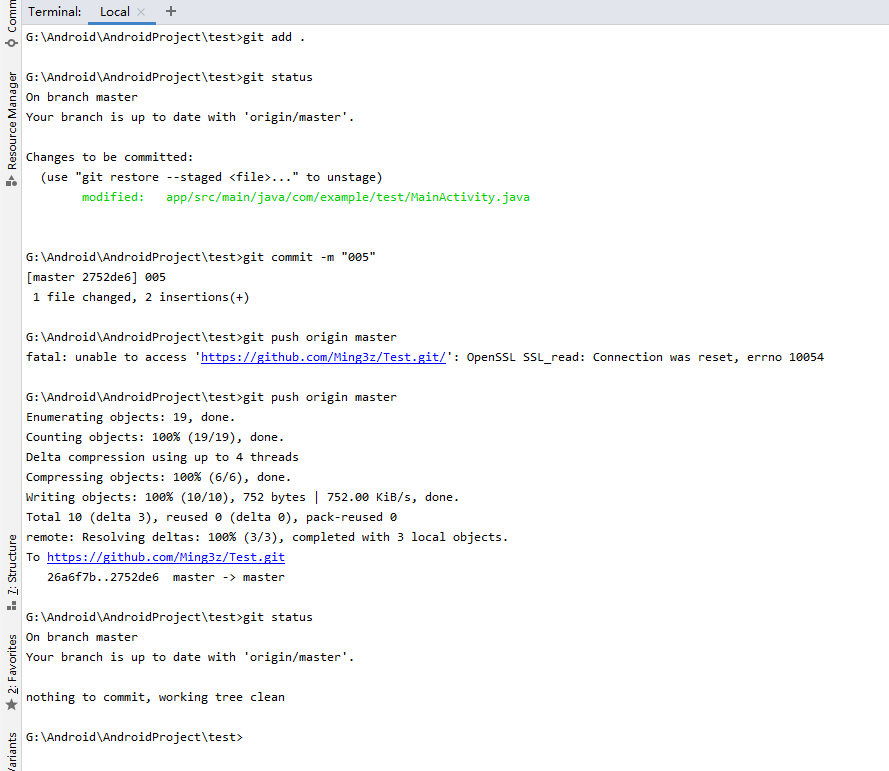 Terminal: Local × +
Comm
Resource Manager
7: Structure
2: Favorites
G:\Android\AndroidProject\test>git add .
G:\Android\AndroidProject\test>git status
On branch master
Your branch is up to date with 'origin/master'.
Changes to be committed:
(use "git restore --staged <file>..." to unstage)
modified:   app/src/main/java/com/example/test/MainActivity.java
G:\Android\AndroidProject\test>git commit -m "005"
[master 2752de6] 005
1 file changed, 2 insertions(+)
G:\Android\AndroidProject\test>git push origin master
fatal: unable to access 'https://github.com/Ming3z/Test.git/': OpenSSL SSL_read: Connection was reset, errno 10054
G:\Android\AndroidProject\test>git push origin master
Enumerating objects: 19, done.
Counting objects: 100% (19/19), done.
Delta compression using up to 4 threads
Compressing objects: 100% (6/6), done.
Writing objects: 100% (10/10), 752 bytes | 752.00 KiB/s, done.
Total 10 (delta 3), reused 0 (delta 0), pack-reused 0
remote: Resolving deltas: 100% (3/3), completed with 3 local objects.
To https://github.com/Ming3z/Test.git
26a6f7b..2752de6  master -> master
G:\Android\AndroidProject\test>git status
On branch master
Your branch is up to date with 'origin/master'.
nothing to commit, working tree clean
G:\Android\AndroidProject\test>